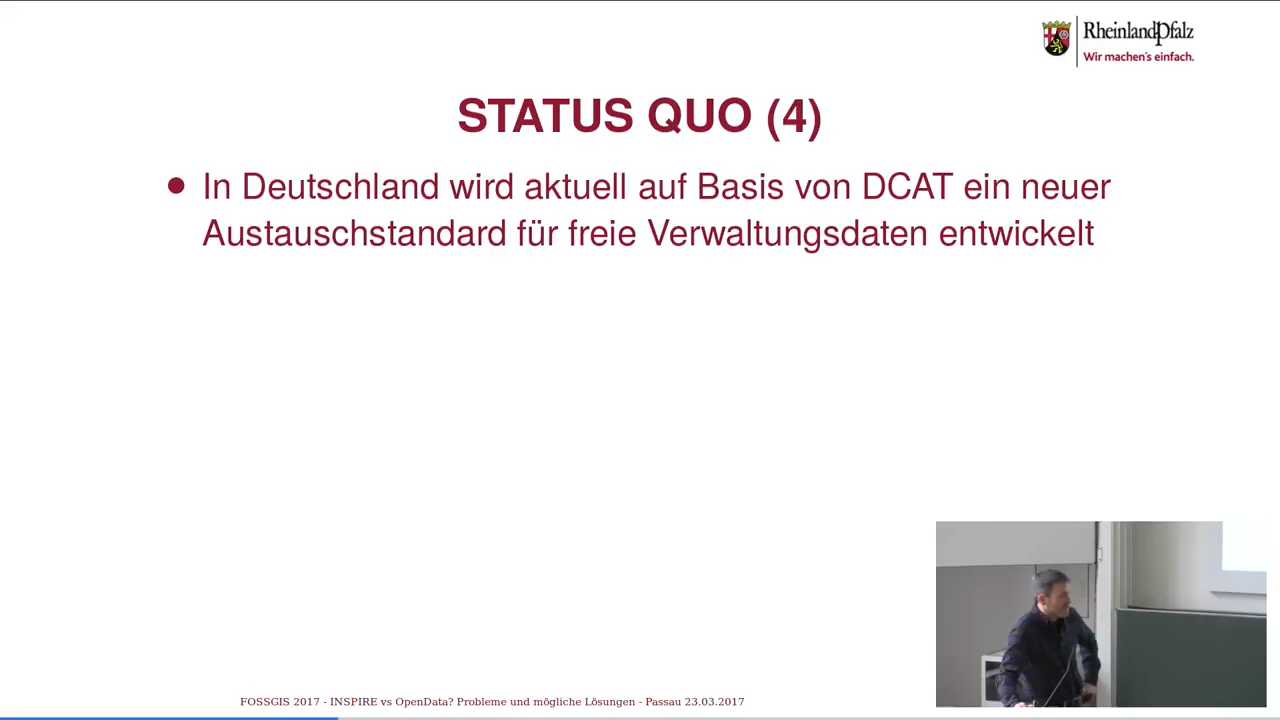 RheinlandPfalz
Wir machen's einfach.
STATUS QUO (4)
● In Deutschland wird aktuell auf Basis von DCAT ein neuer
Austauschstandard für freie Verwaltungsdaten entwickelt
FOSSGIS 2017 - INSPIRE vs OpenData? Probleme und mögliche Lösungen - Passau 23.03.2017